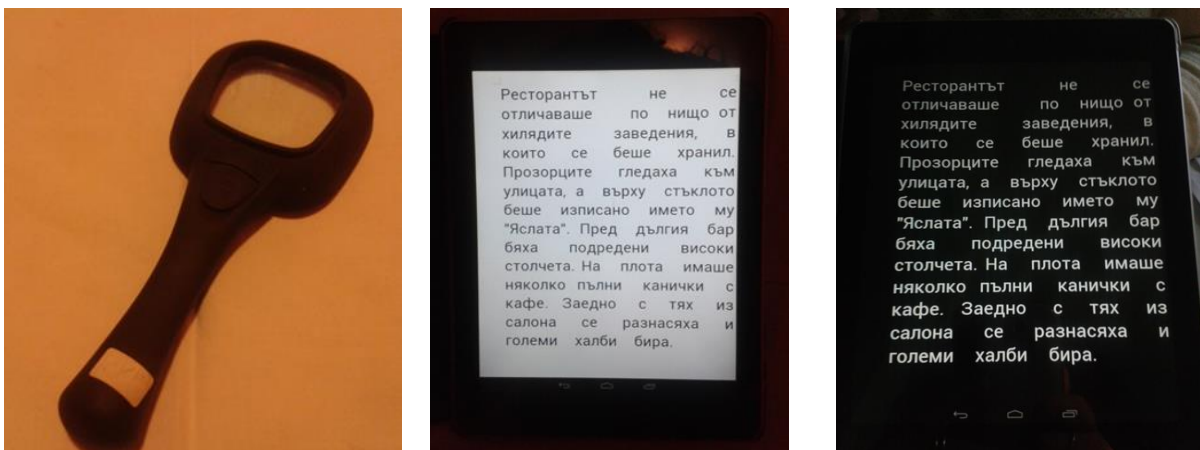 Ресторантът не се
отличаваше по нищо от
хилядите заведения, в
които се беше хранил.
Прозорците гледаха към
улицата, а върху стъклото
беше изписано името му
"Яслата". Пред дългия бар
бяха подредени високи
столчета. На плота имаше
няколко пълни канички с
кафе. Заедно с тях из
салона се разнасяха и
големи халби бира.
Ресторантът не се
отличаваше по нищо от
хилядите заведения, в
които се беше хранил.
Прозорците гледаха към
улицата, а върху стъклото
беше изписано името му
"Яслата". Пред дългия бар
бяха подредени високи
столчета. На плота имаше
няколко пълни канички с
кафе. Заедно с тях из
салона се разнасяха и
големи халби бира.